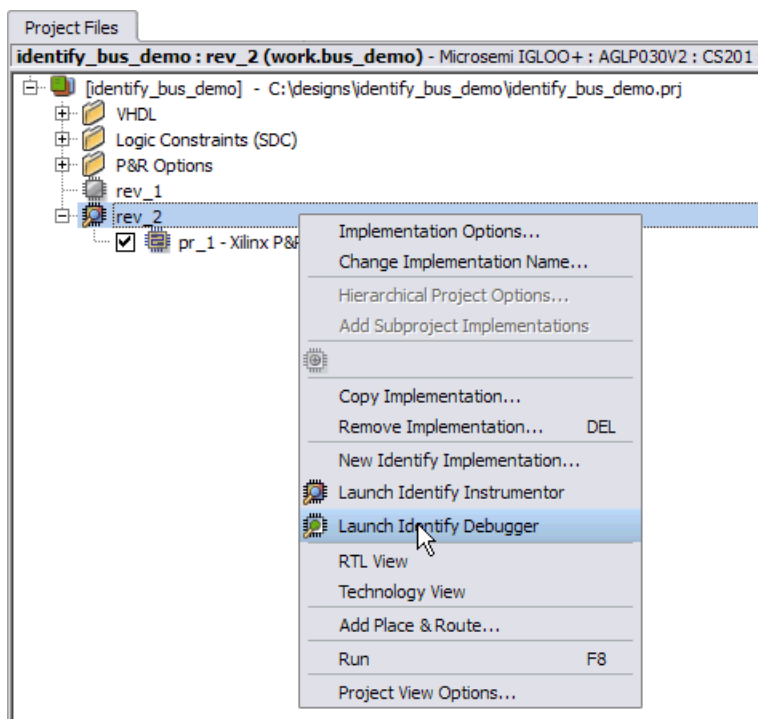 Project Files
identify_bus_demo : rev_2 (work.bus_demo) - Microsemi IGLOO+ : AGLP030V2 : CS201
[identify_bus_demo] - C:\designs\identify_bus_demo\identify_bus_demo.prj
VHDL
Logic Constraints (SDC)
P&R Options
rev_1
rev_2
pr_1 - Xilinx P&R
Implementation Options...
Change Implementation Name...
Hierarchical Project Options...
Add Subproject Implementations
Copy Implementation...
Remove Implementation... DEL
New Identify Implementation...
Launch Identify Instrumentor
Launch Identify Debugger
RTL View
Technology View
Add Place & Route...
Run F8
Project View Options...